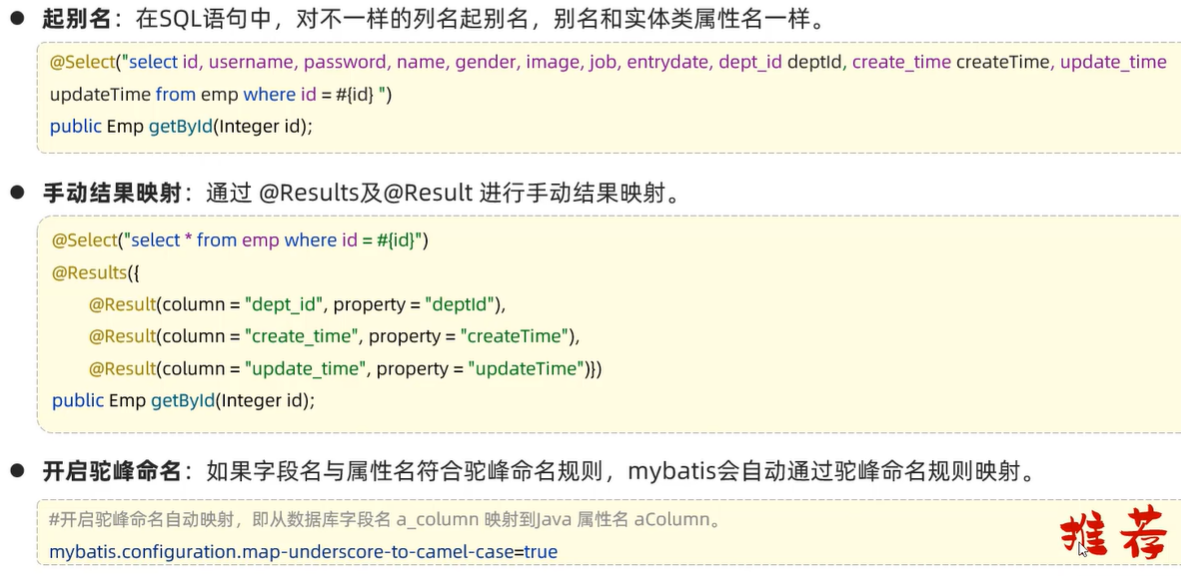 ● 起别名：在SQL语句中，对不一样的列名起别名，别名和实体类属性名一样。
@Select("select id, username, password, name, gender, image, job, entrydate, dept_id deptId, create_time createTime, update_time
updateTime from emp where id = #{id} ")
public Emp getById(Integer id);
● 手动结果映射：通过 @Results及@Result 进行手动结果映射。
@Select("select * from emp where id = #{id}")
@Results({
@Result(column = "dept_id", property = "deptId"),
@Result(column = "create_time", property = "createTime"),
@Result(column = "update_time", property = "updateTime")})
public Emp getById(Integer id);
● 开启驼峰命名：如果字段名与属性名符合驼峰命名规则，mybatis会自动通过驼峰命名规则映射。
#开启驼峰命名自动映射，即从数据库字段名 a_column 映射到Java 属性名 aColumn。
mybatis.configuration.map-underscore-to-camel-case=true
推荐